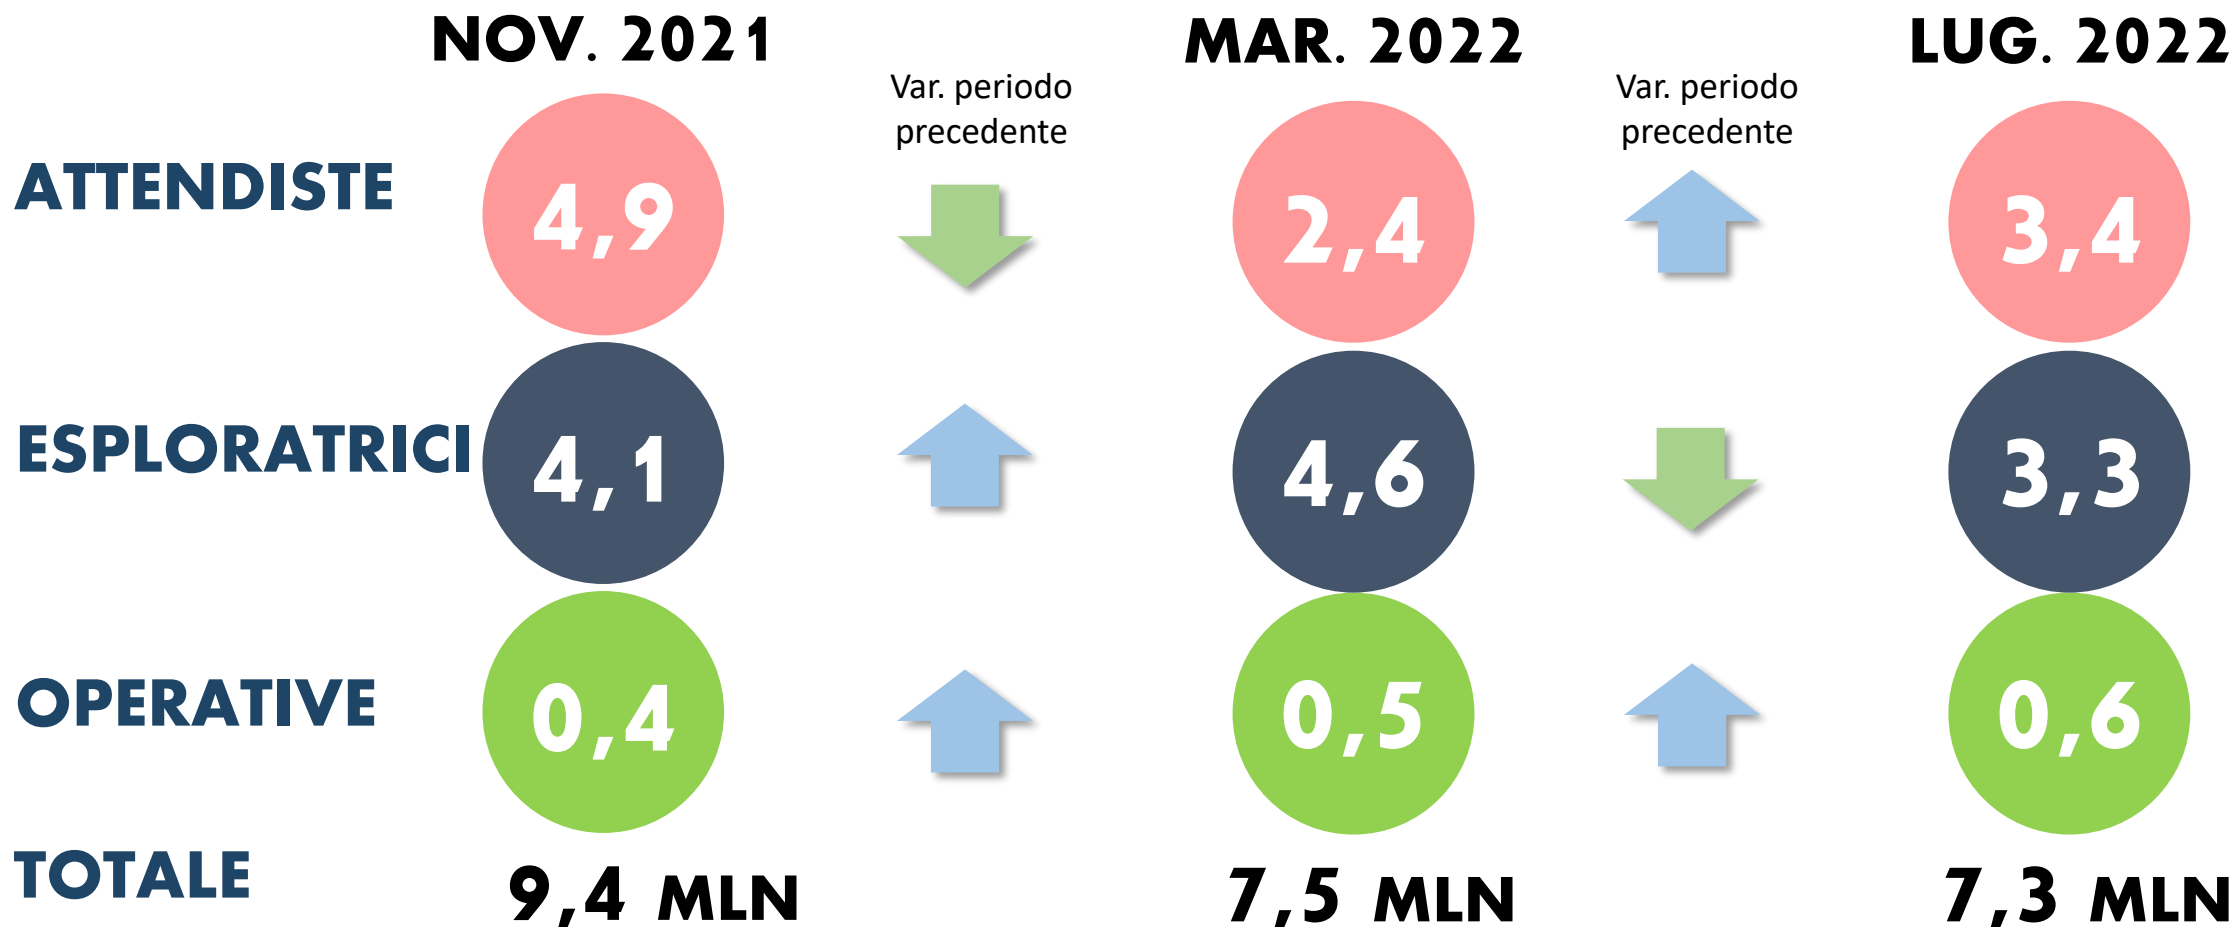 NOV. 2021
MAR. 2022
LUG. 2022
Var. periodo
precedente
Var. periodo
precedente
ATTENDISTE
4,9
2,4
3,4
ESPLORATRICI
4,1
4,6
3,3
OPERATIVE
0,4
0,5
0,6
TOTALE
9,4 MLN
7,5 MLN
7,3 MLN